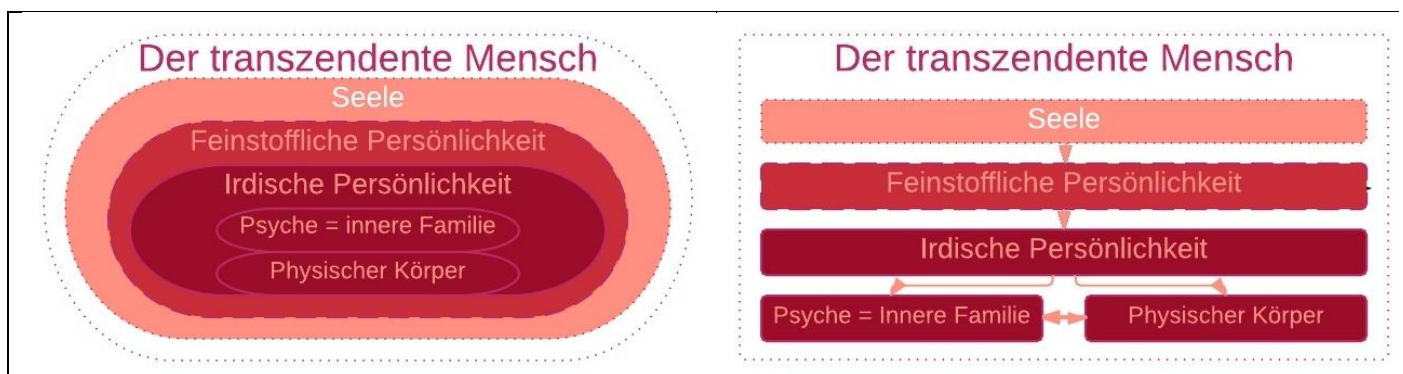 Der transzendente Mensch
Seele
Feinstoffliche Persönlichkeit
Irdische Persönlichkeit
Psyche = innere Familie
Physischer Körper
Der transzendente Mensch
Seele
Feinstoffliche Persönlichkeit
Irdische Persönlichkeit
Psyche = Innere Familie
Physischer Körper